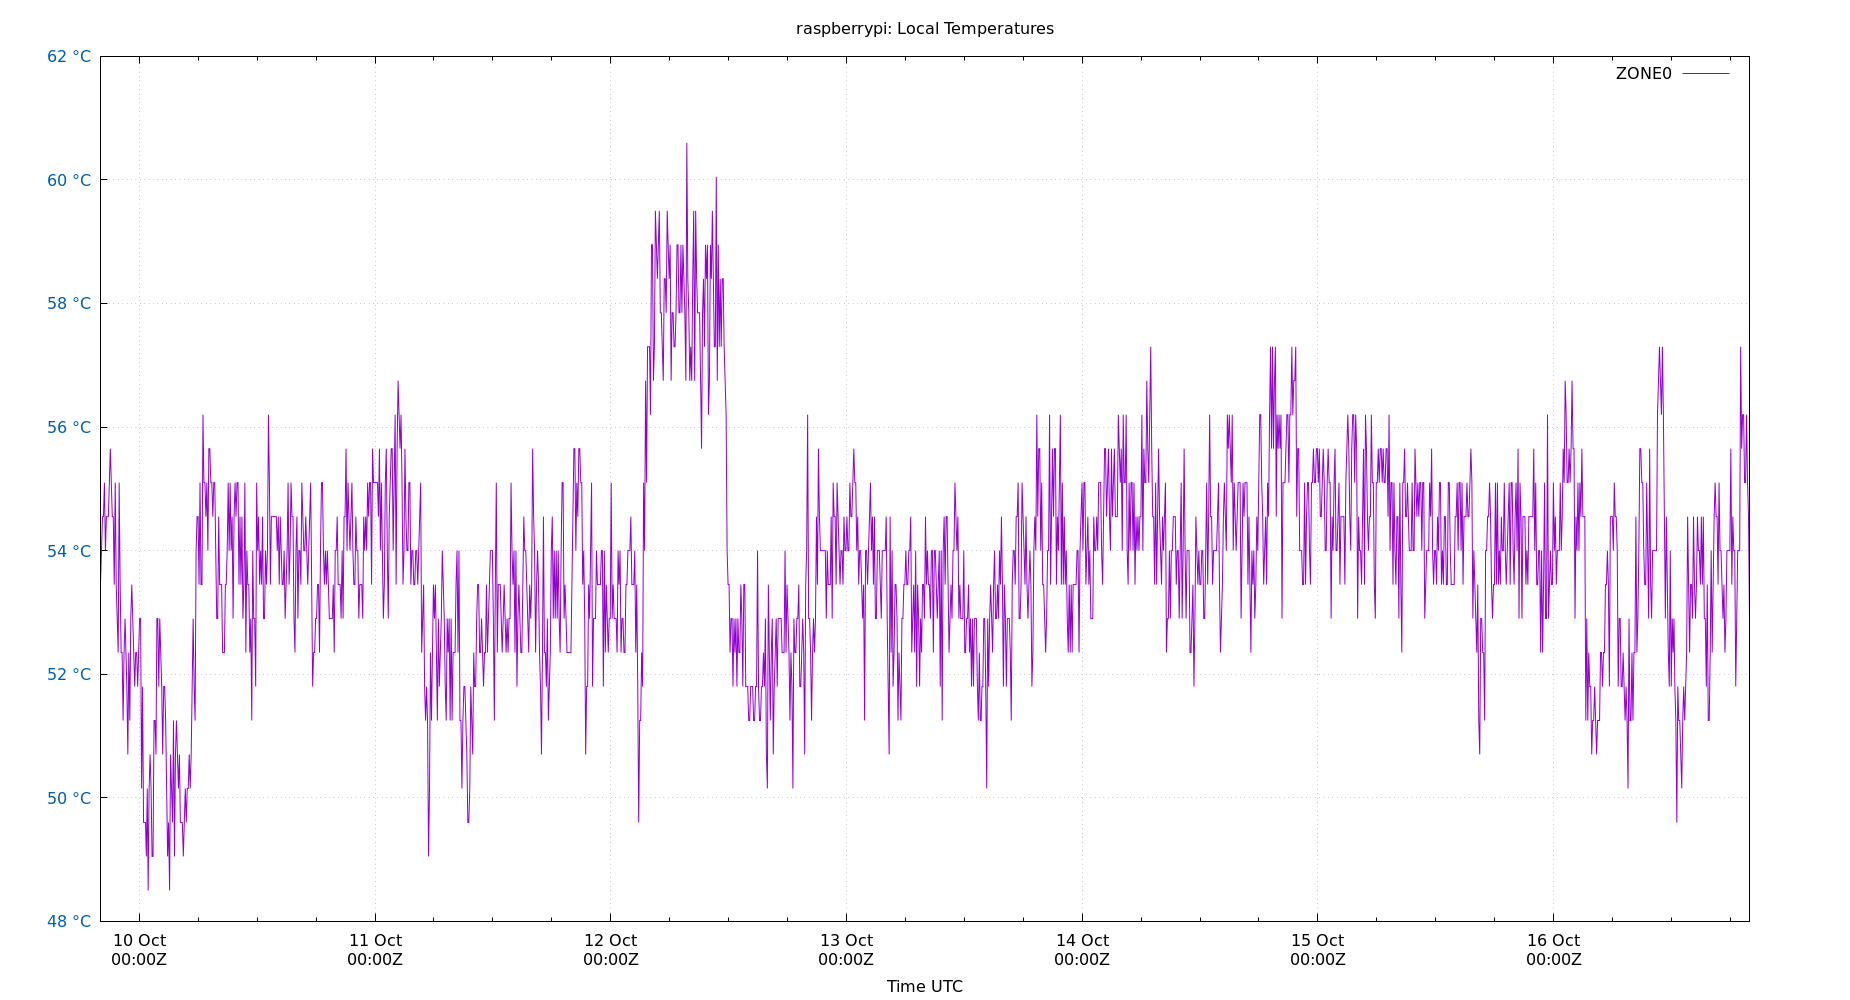 raspberrypi: Local Temperatures
62 °C
ZONE0
60 °C
58 °C
56 °C
54 °C
52 °C
50 °C
48 °C
10 Oct 11 Oct 12 Oct 13 Oct 14 Oct 15 Oct 16 Oct
00:00Z 00:00Z 00:00Z 00:00Z 00:00Z 00:00Z 00:00Z
Time UTC